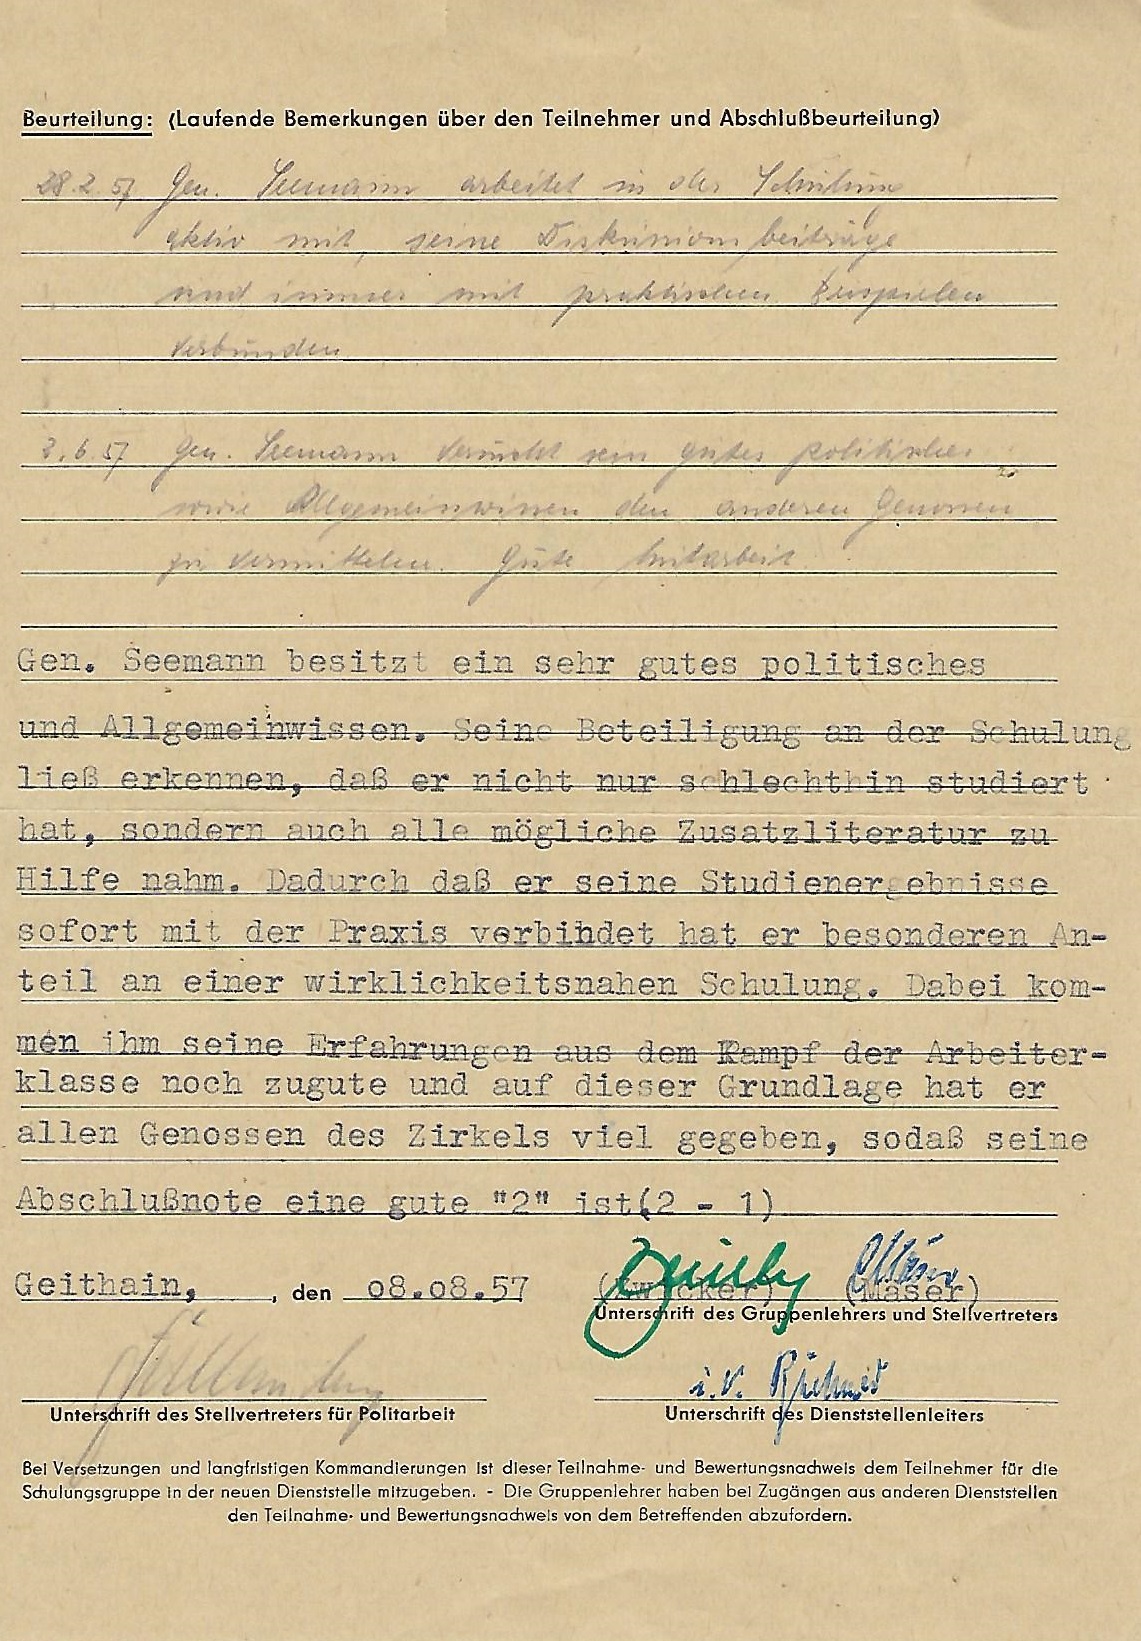 Beurteilung: (Laufende Bemerkungen über den Teilnehmer und Abschlußbeurteilung)
28.2.57 Gen. Seemann arbeitet in der Schulung
aktiv mit, seine Diskussionsbeiträge
sind immer mit praktischen Beispielen
verbunden
2.6.57 Gen. Seemann versucht sein gutes politisches
sowie Allgemeinwissen den anderen Genossen
zu vermitteln. Gute Mitarbeit
Gen. Seemann besitzt ein sehr gutes politisches
und Allgemeinwissen. Seine Beteiligung an der Schulung
ließ erkennen, daß er nicht nur schlechthin studiert
hat, sondern auch alle mögliche Zusatzliteratur zu
Hilfe nahm. Dadurch daß er seine Studienergebnisse
sofort mit der Praxis verbindet hat er besonderen An-
teil an einer wirklichkeitsnahen Schulung. Dabei kom-
men ihm seine Erfahrungen aus dem Kampf der Arbeiter-
klasse noch zugute und auf dieser Grundlage hat er
allen Genossen des Zirkels viel gegeben, sodaß seine
Abschlußnote eine gute "2" ist(2 - 1)
Geithain, , den 08.08.57 (Zwicker) (Mäser)
Unterschrift des Gruppenlehrers und Stellvertreters
i.V.
Unterschrift des Stellvertreters für Politarbeit Unterschrift des Dienststellenleiters
Bei Versetzungen und langfristigen Kommandierungen ist dieser Teilnahme- und Bewertungsnachweis dem Teilnehmer für die
Schulungsgruppe in der neuen Dienststelle mitzugeben. - Die Gruppenlehrer haben bei Zugängen aus anderen Dienststellen
den Teilnahme- und Bewertungsnachweis von dem Betreffenden abzufordern.